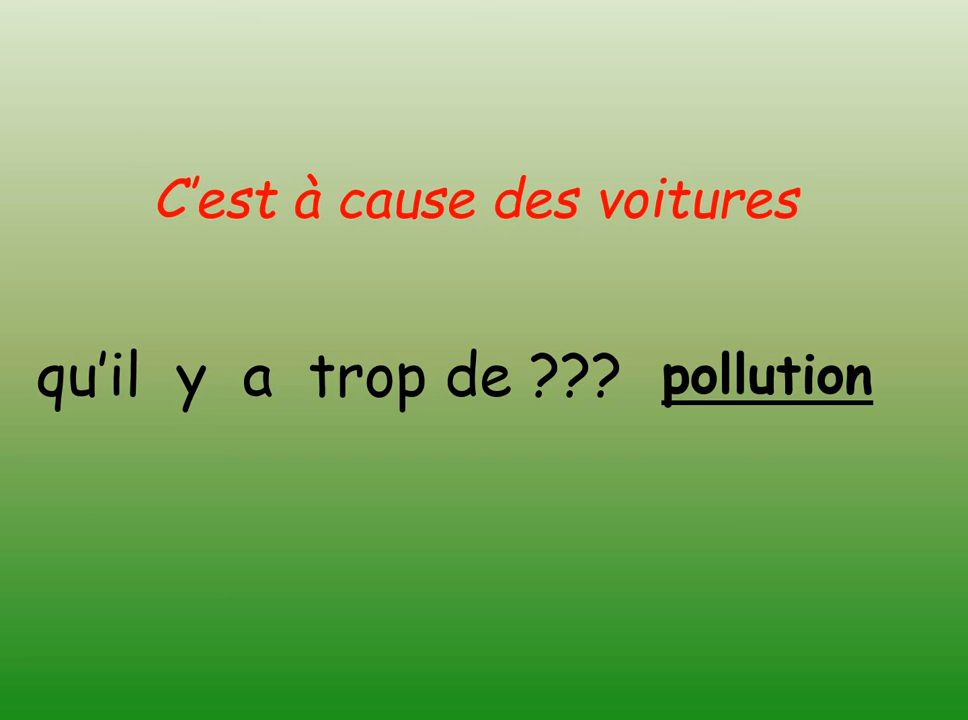 C’est à cause des voitures
qu’il y a trop de ??? pollution